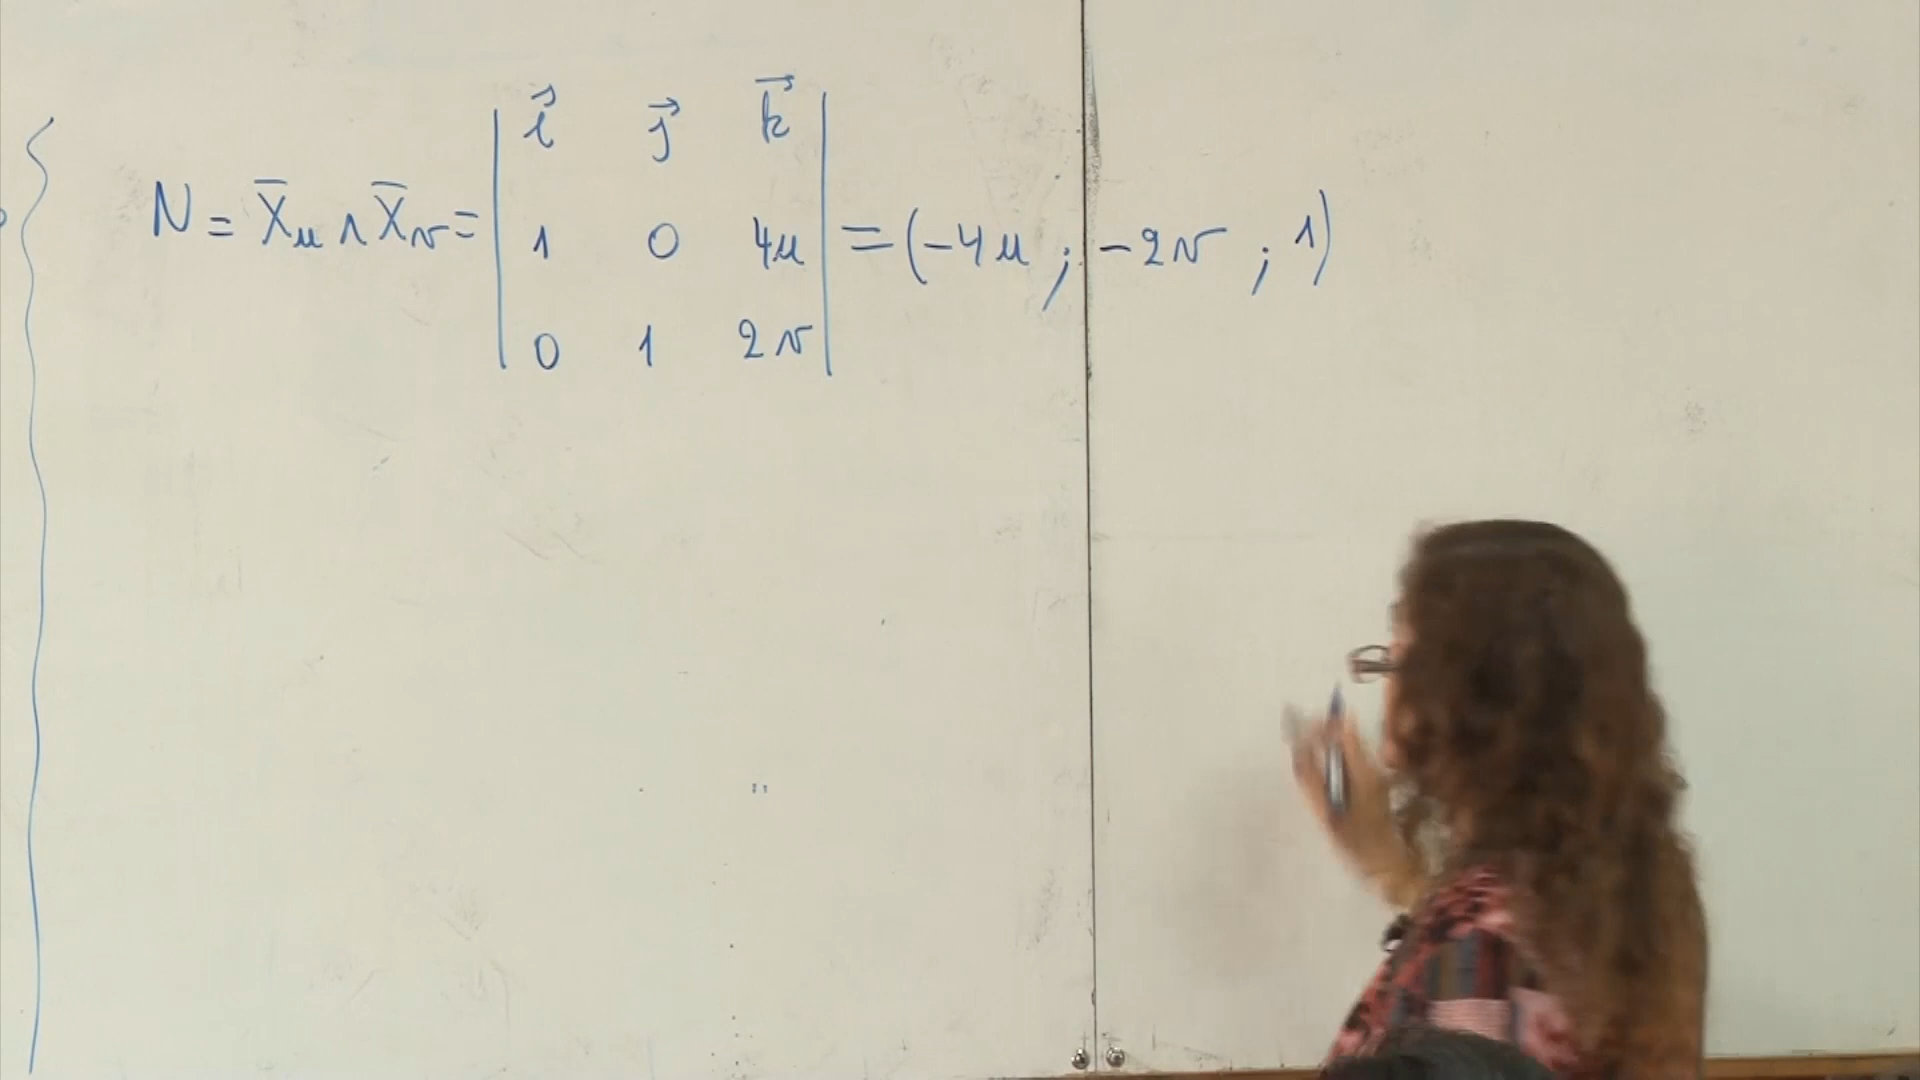 N = X̄u ∧ X̄v = | i⃗ j⃗ k⃗ |
| 1 0 4u | = (-4u ; -2v ; 1)
| 0 1 2v |